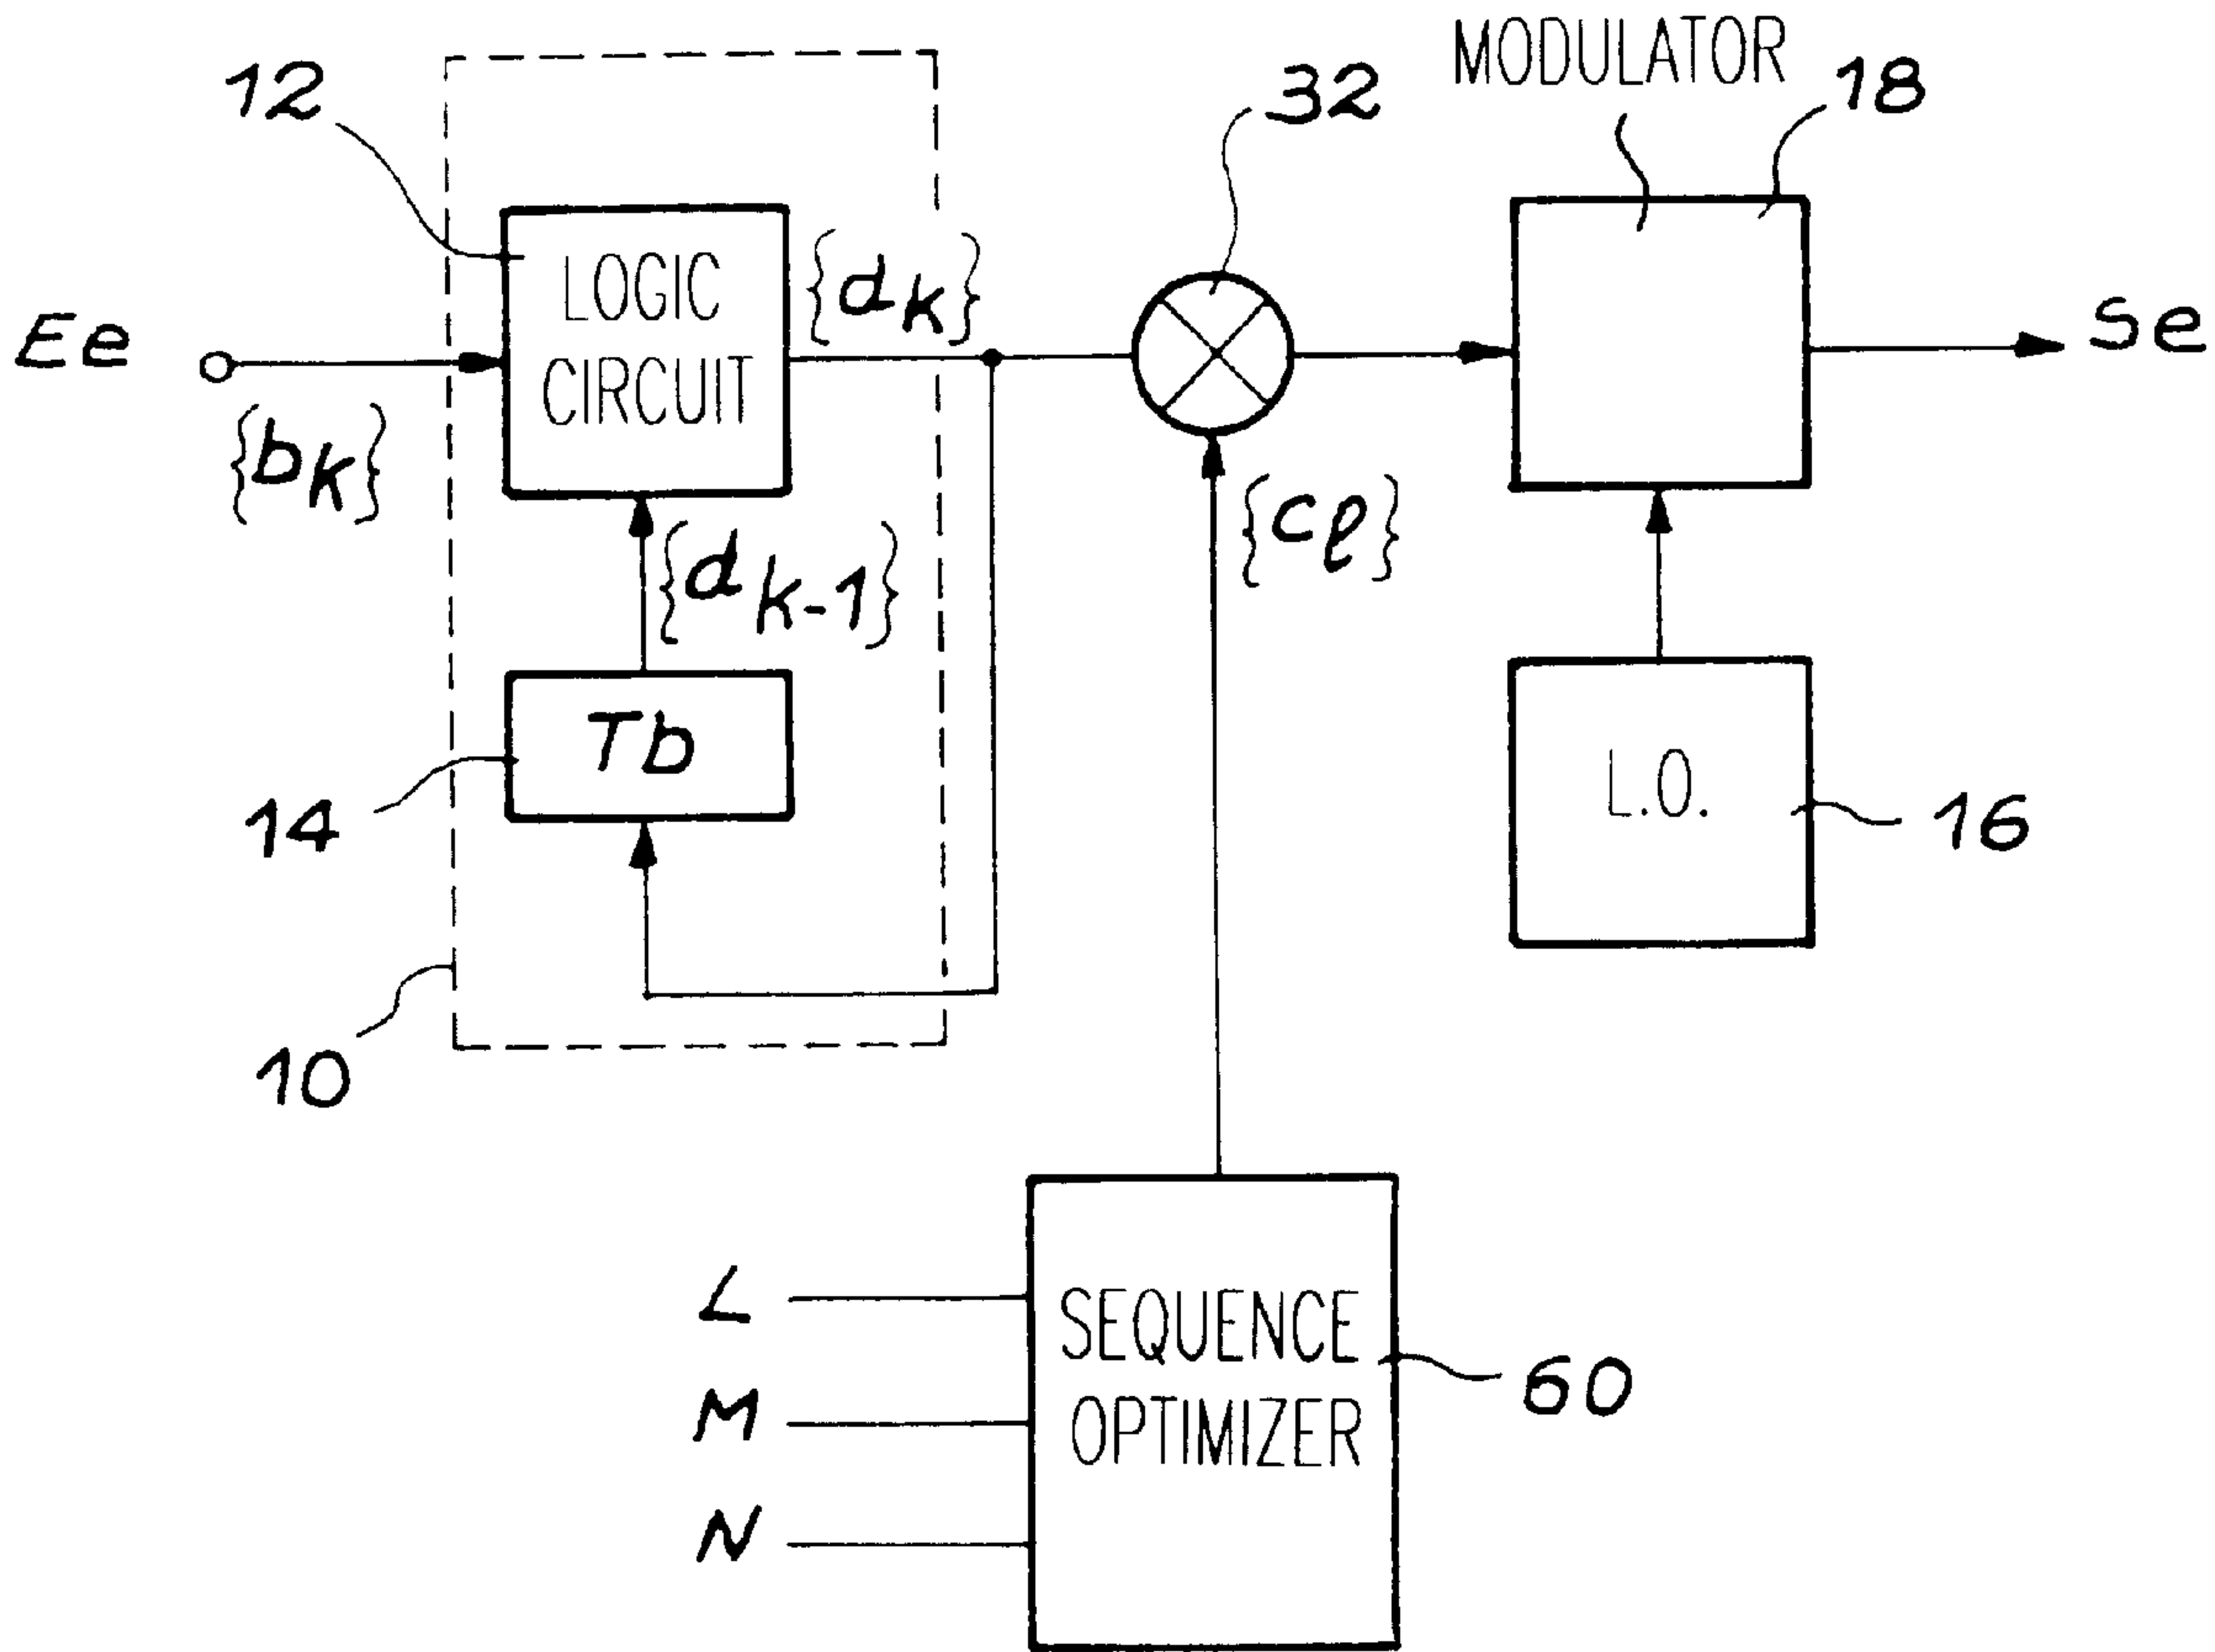 MODULATOR
12
32
18
LOGIC
CIRCUIT
{dk}
Ee
Se
{bk}
{cℓ}
{dk-1}
Tb
14
L.O.
16
10
L
M
N
SEQUENCE
OPTIMIZER
60